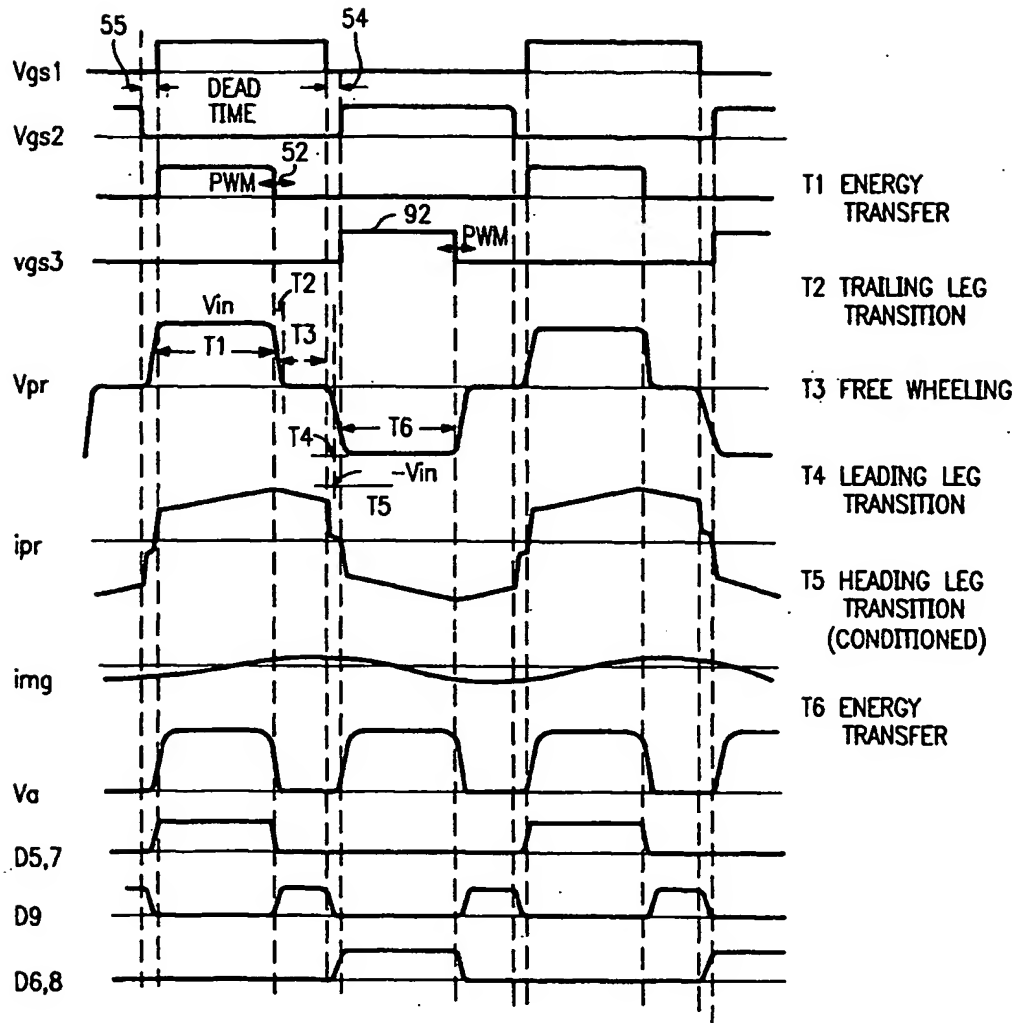 55
54
Vgs1
DEAD
TIME
Vgs2
52
PWM
T1 ENERGY
TRANSFER
92
PWM
vgs3
T2
T2 TRAILING LEG
TRANSITION
Vin
T3
T1
Vpr
T3 FREE WHEELING
T4
T6
-Vin
T5
T4 LEADING LEG
TRANSITION
ipr
T5 HEADING LEG
TRANSITION
(CONDITIONED)
img
T6 ENERGY
TRANSFER
Va
D5,7
D9
D6,8